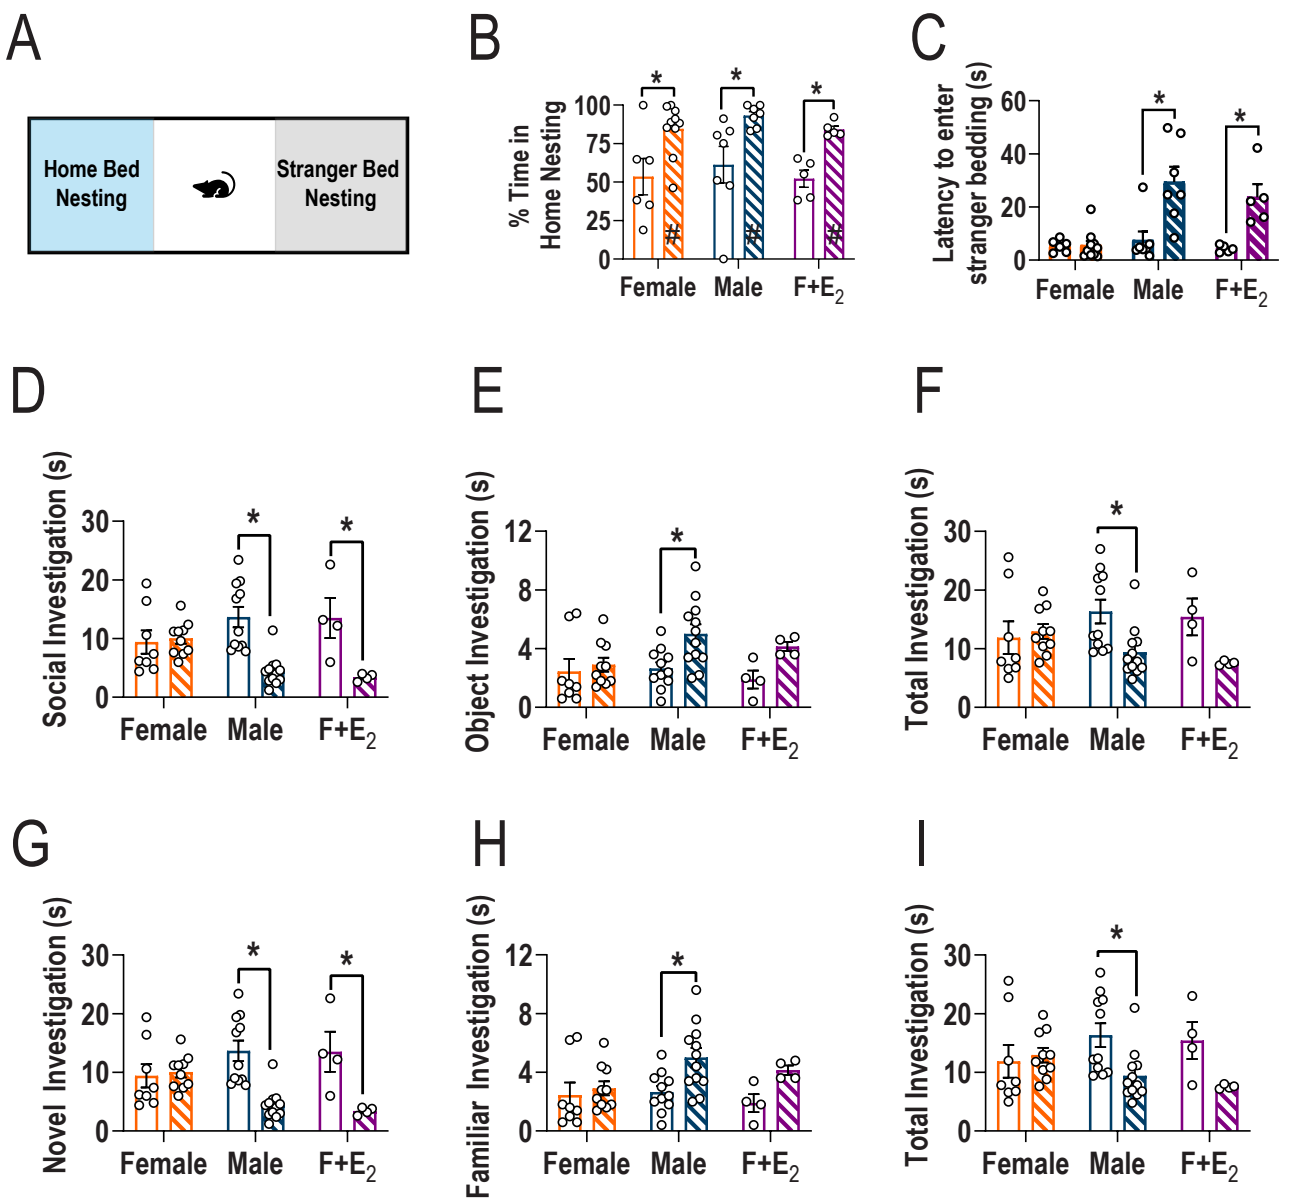 A
Home Bed
Nesting
Stranger Bed
Nesting
B
% Time in
Home Nesting
100
75
50
25
0
*
*
*
#
#
#
Female
Male
F+E2
C
Latency to enter
stranger bedding (s)
60
40
20
0
*
*
Female
Male
F+E2
D
Social Investigation (s)
30
20
10
0
*
*
Female
Male
F+E2
E
Object Investigation (s)
12
8
4
0
*
Female
Male
F+E2
F
Total Investigation (s)
30
20
10
0
*
Female
Male
F+E2
G
Novel Investigation (s)
30
20
10
0
*
*
Female
Male
F+E2
H
Familiar Investigation (s)
12
8
4
0
*
Female
Male
F+E2
I
Total Investigation (s)
30
20
10
0
*
Female
Male
F+E2